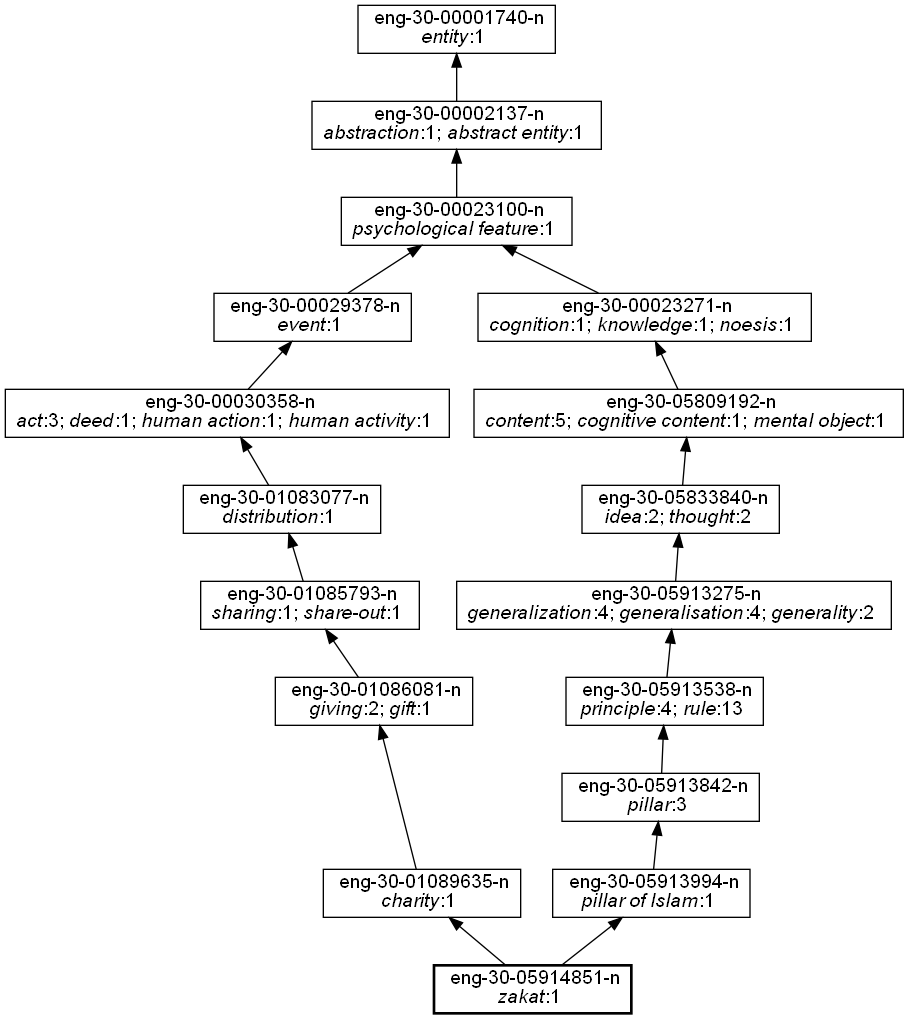 eng-30-00001740-n
entity:1
eng-30-00002137-n
abstraction:1; abstract entity:1
eng-30-00023100-n
psychological feature:1
eng-30-00029378-n
event:1
eng-30-00023271-n
cognition:1; knowledge:1; noesis:1
eng-30-00030358-n
act:3; deed:1; human action:1; human activity:1
eng-30-05809192-n
content:5; cognitive content:1; mental object:1
eng-30-01083077-n
distribution:1
eng-30-05833840-n
idea:2; thought:2
eng-30-01085793-n
sharing:1; share-out:1
eng-30-05913275-n
generalization:4; generalisation:4; generality:2
eng-30-01086081-n
giving:2; gift:1
eng-30-05913538-n
principle:4; rule:13
eng-30-05913842-n
pillar:3
eng-30-01089635-n
charity:1
eng-30-05913994-n
pillar of Islam:1
eng-30-05914851-n
zakat:1